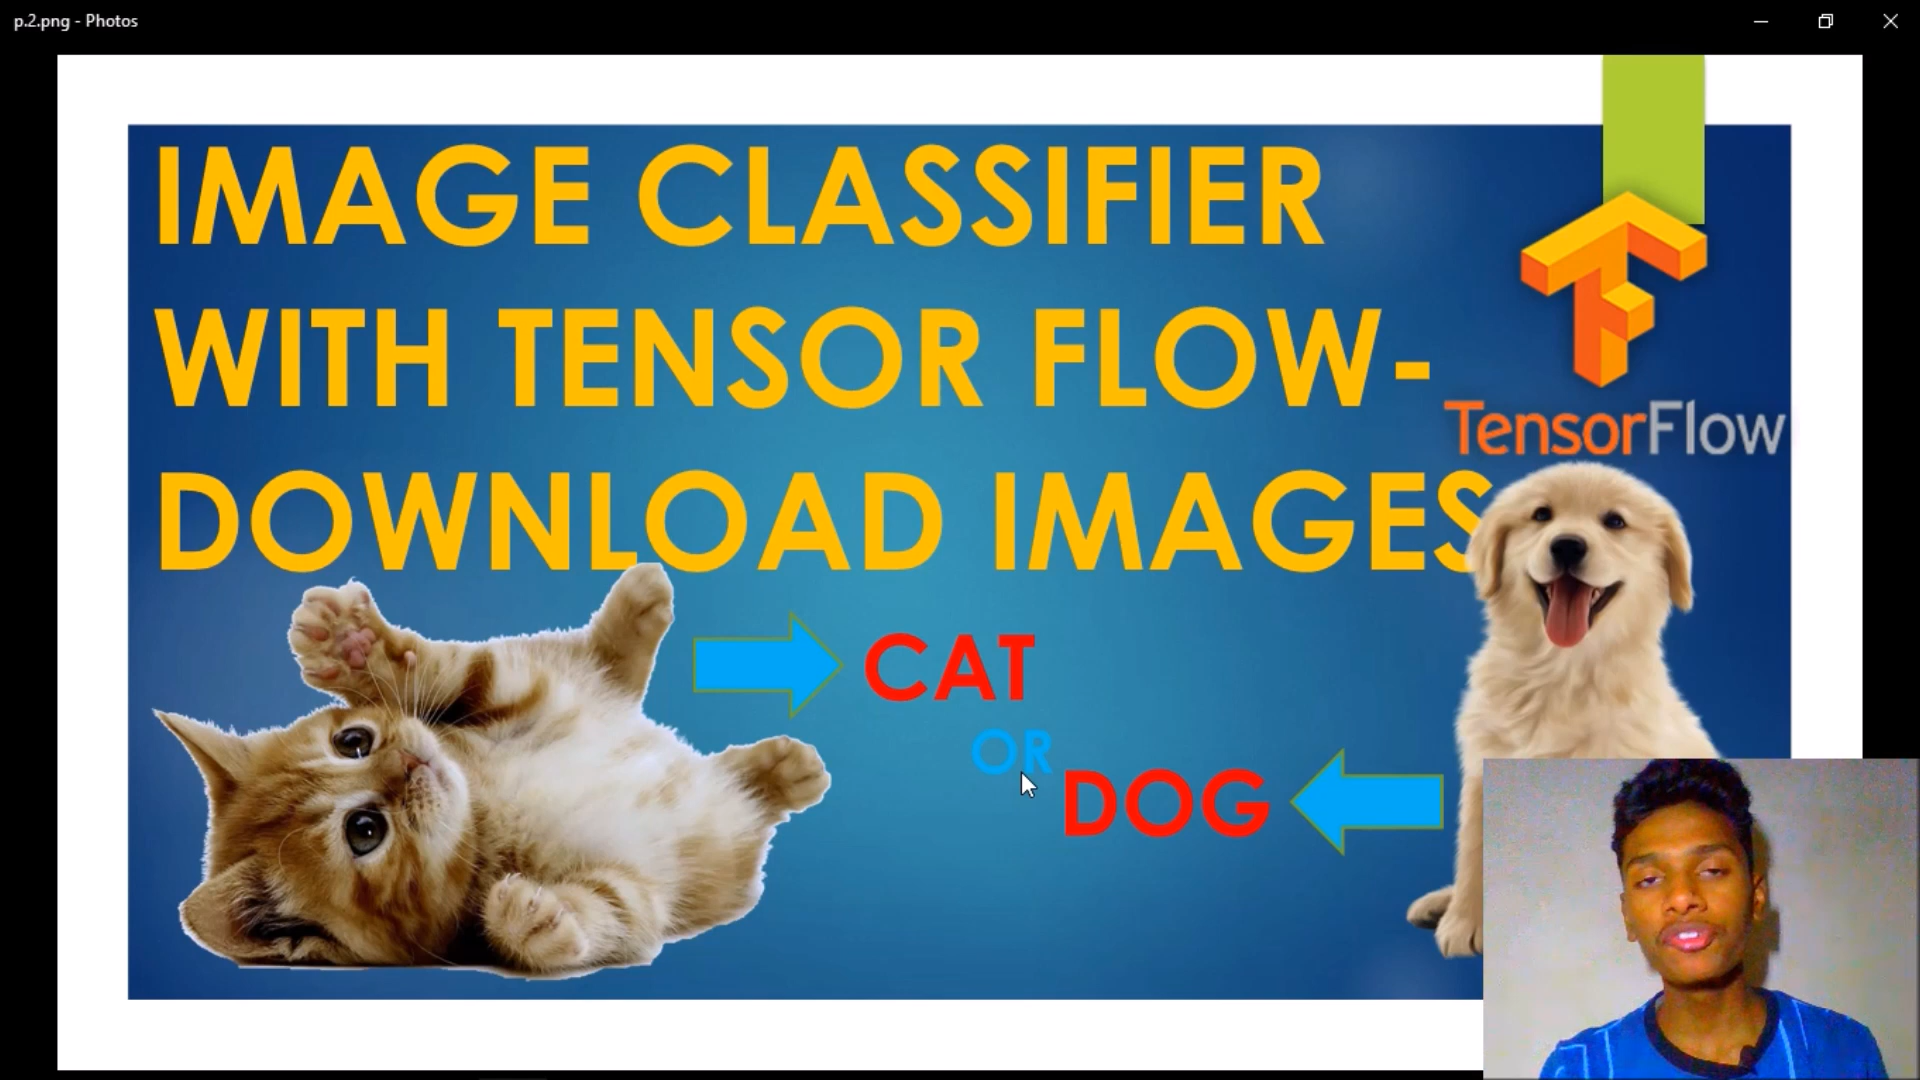 p.2.png - Photos
IMAGE CLASSIFIER
WITH TENSOR FLOW-
DOWNLOAD IMAGES
TensorFlow
CAT
OR
DOG